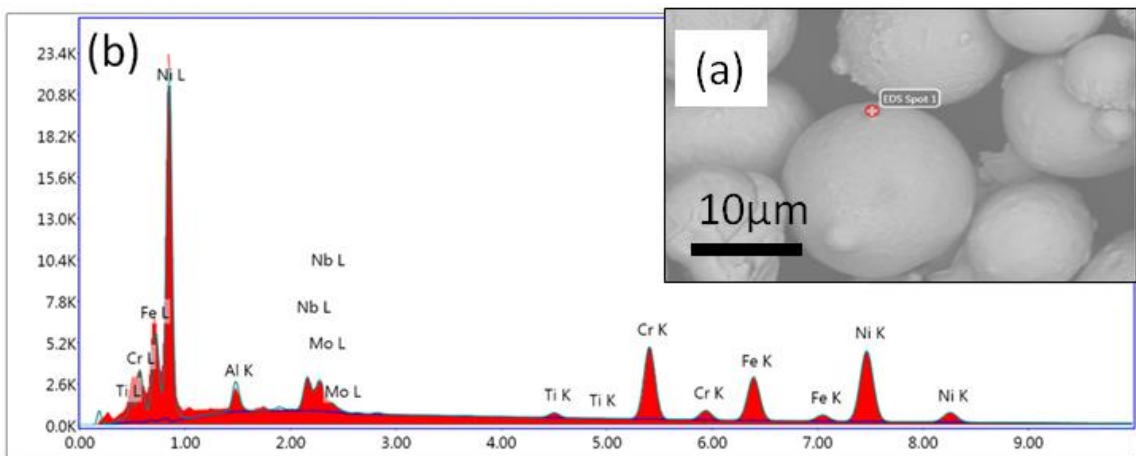 (b)
(a)
EDS Spot 1
10µm
23.4K
20.8K
18.2K
15.6K
13.0K
10.4K
7.8K
5.2K
2.6K
0.0K
Ni L
Fe L
Cr L
Ti L
Al K
Nb L
Nb L
Mo L
Mo L
Ti K
Ti K
Cr K
Cr K
Fe K
Fe K
Ni K
Ni K
0.00 1.00 2.00 3.00 4.00 5.00 6.00 7.00 8.00 9.00